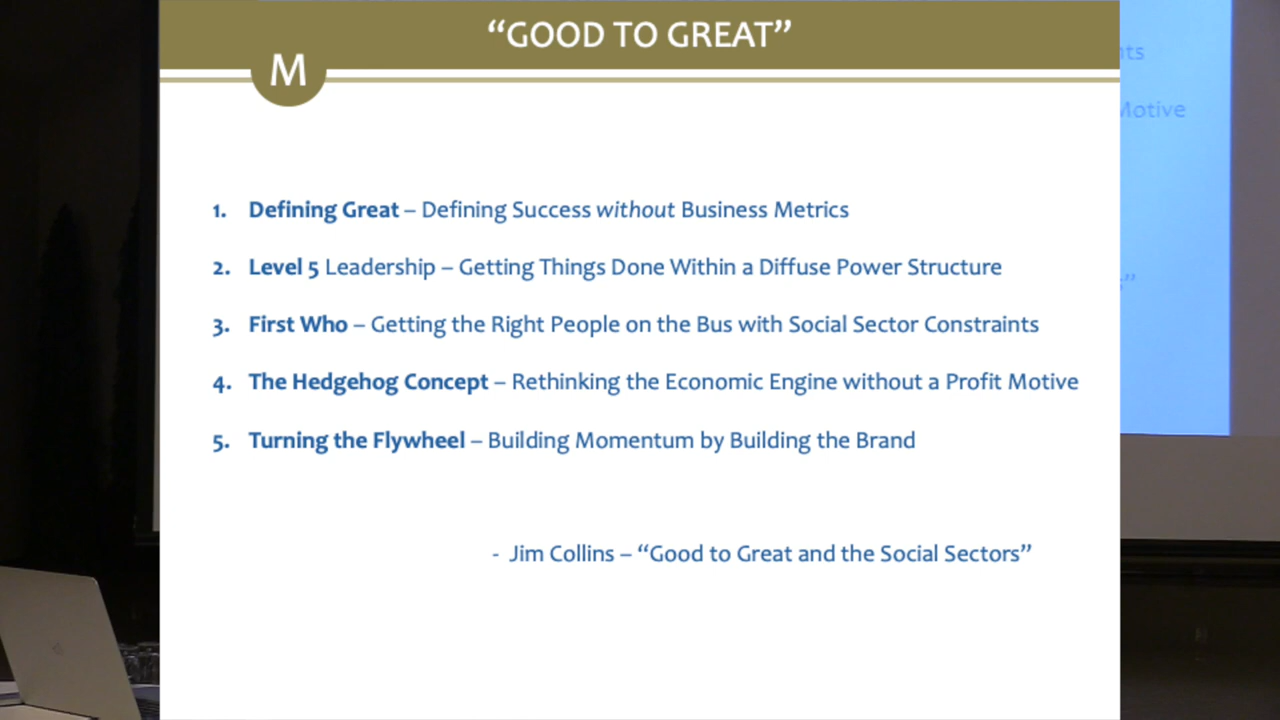 “GOOD TO GREAT”
M
1. Defining Great – Defining Success without Business Metrics
2. Level 5 Leadership – Getting Things Done Within a Diffuse Power Structure
3. First Who – Getting the Right People on the Bus with Social Sector Constraints
4. The Hedgehog Concept – Rethinking the Economic Engine without a Profit Motive
5. Turning the Flywheel – Building Momentum by Building the Brand
- Jim Collins – “Good to Great and the Social Sectors”
Motive